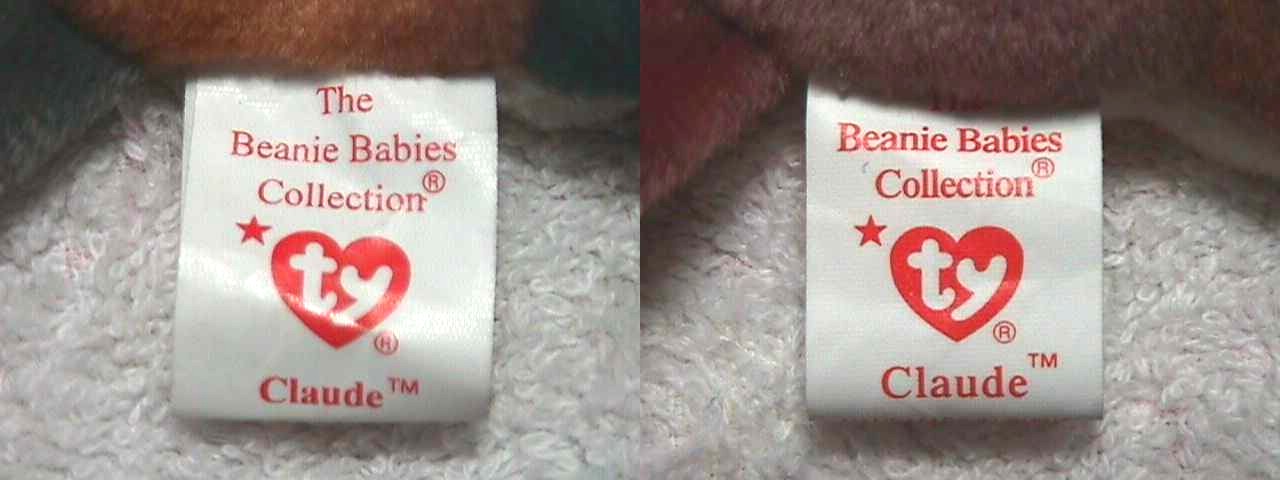 The
Beanie Babies
Collection®
ty®
Claude™
Beanie Babies
Collection®
ty®
Claude™